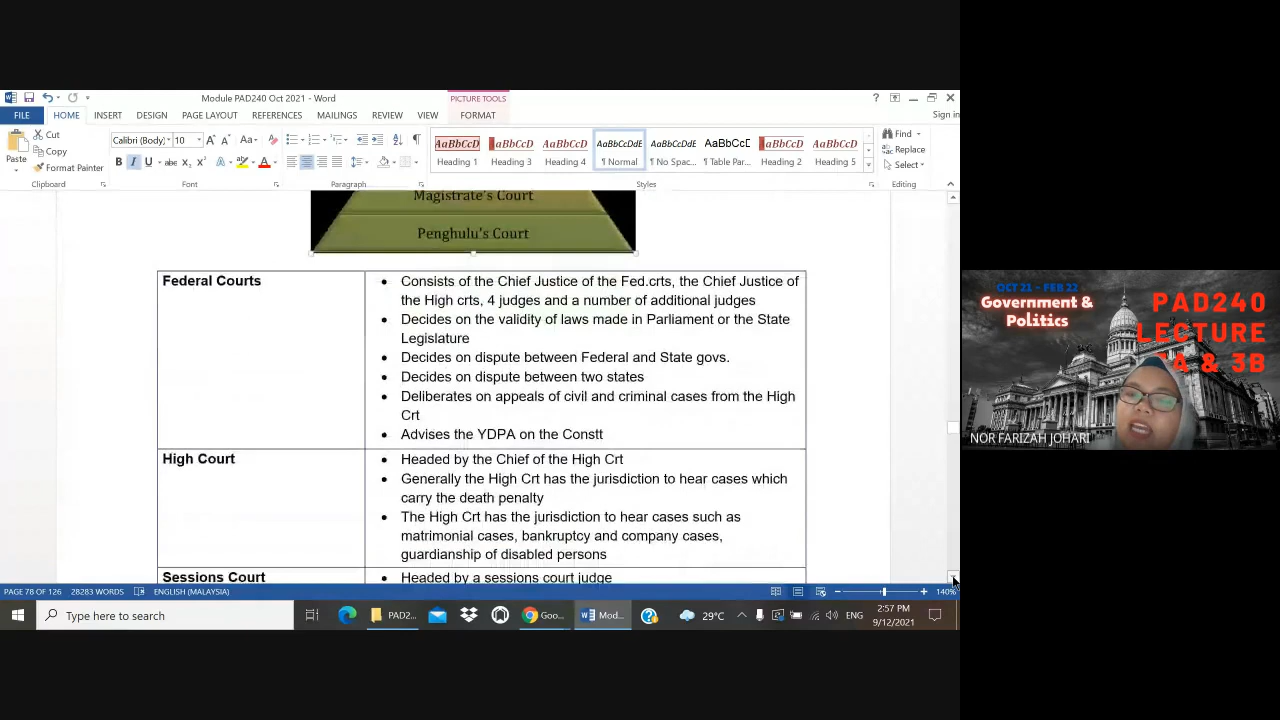 Module PAD240 Oct 2021 - Word
PICTURE TOOLS
Sign in
FILE HOME INSERT DESIGN PAGE LAYOUT REFERENCES MAILINGS REVIEW VIEW FORMAT
Paste
Cut
Copy
Format Painter
Calibri (Body) 10
AaBbCcD AaBbCcD AaBbCcD AaBbCcDdE AaBbCcDdE AaBbCcD AaBbCcD AaBbCcD
Heading 1 Heading 3 Heading 4 ¶ Normal ¶ No Spac... ¶ Table Par... Heading 2 Heading 5
Find
Replace
Select
Clipboard Font Paragraph Styles Editing
Magistrate's Court
Penghulu's Court
Federal Courts
• Consists of the Chief Justice of the Fed.crts, the Chief Justice of
the High crts, 4 judges and a number of additional judges
• Decides on the validity of laws made in Parliament or the State
Legislature
• Decides on dispute between Federal and State govs.
• Decides on dispute between two states
• Deliberates on appeals of civil and criminal cases from the High
Crt
• Advises the YDPA on the Constt
High Court
• Headed by the Chief of the High Crt
• Generally the High Crt has the jurisdiction to hear cases which
carry the death penalty
• The High Crt has the jurisdiction to hear cases such as
matrimonial cases, bankruptcy and company cases,
guardianship of disabled persons
Sessions Court
• Headed by a sessions court judge
PAGE 78 OF 126 28283 WORDS ENGLISH (MALAYSIA) 140%
Type here to search
PAD2...
Goo...
Mod...
29°C
ENG
2:57 PM
9/12/2021
OCT 21 - FEB 22
Government &
Politics
PAD240
LECTURE
A & 3B
NOR FARIZAH JOHARI